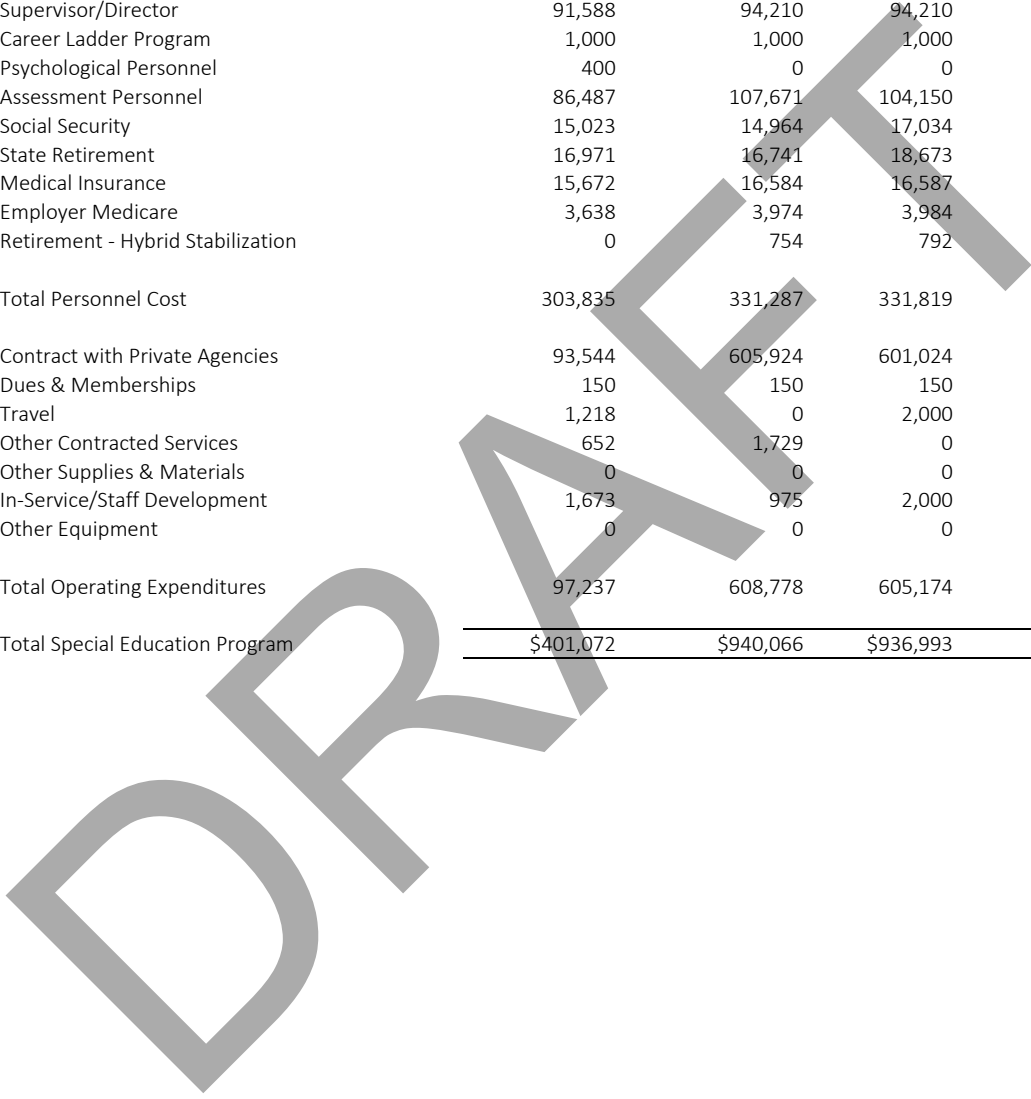 Supervisor/Director 91,588 94,210 94,210
Career Ladder Program 1,000 1,000 1,000
Psychological Personnel 400 0 0
Assessment Personnel 86,487 107,671 104,150
Social Security 15,023 14,964 17,034
State Retirement 16,971 16,741 18,673
Medical Insurance 15,672 16,584 16,587
Employer Medicare 3,638 3,974 3,984
Retirement - Hybrid Stabilization 0 754 792
Total Personnel Cost 303,835 331,287 331,819
Contract with Private Agencies 93,544 605,924 601,024
Dues & Memberships 150 150 150
Travel 1,218 0 2,000
Other Contracted Services 652 1,729 0
Other Supplies & Materials 0 0 0
In-Service/Staff Development 1,673 975 2,000
Other Equipment 0 0 0
Total Operating Expenditures 97,237 608,778 605,174
Total Special Education Program $401,072 $940,066 $936,993
DRAFT